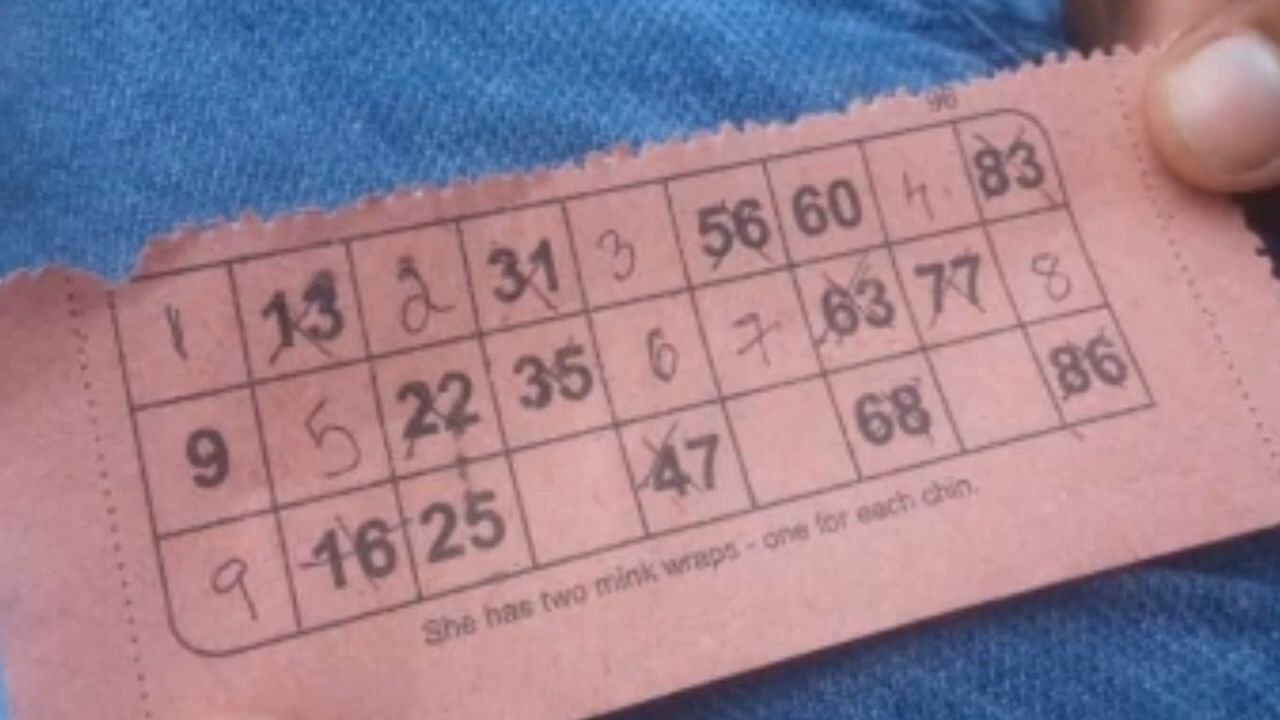 96
1 13 2 31 3 56 60 4. 83
9 5 22 35 6 7 63 77 8
9 16 25 47 68 86
She has two mink wraps - one for each chin.